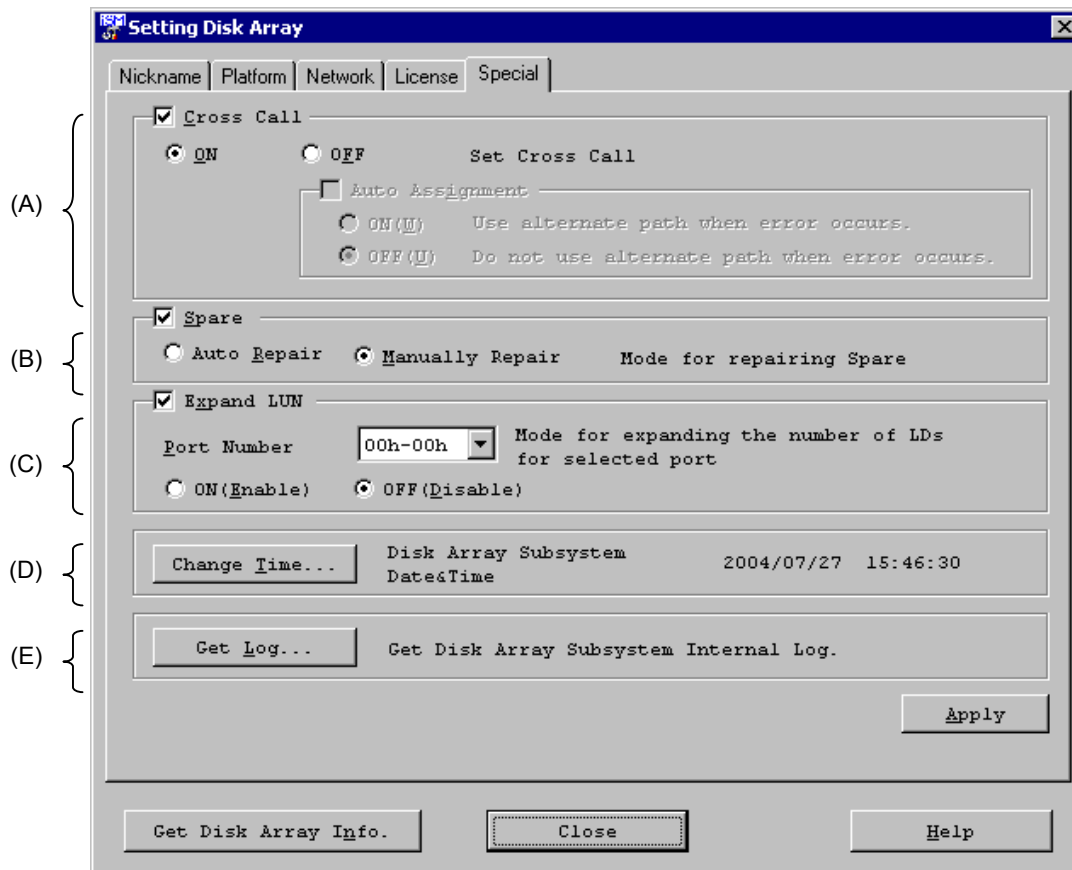 Setting Disk Array
Nickname Platform Network License Special
Cross Call
ON OFF Set Cross Call
(A)
Auto Assignment
ON(W) Use alternate path when error occurs.
OFF(U) Do not use alternate path when error occurs.
Spare
(B)
Auto Repair Manually Repair Mode for repairing Spare
Expand LUN
(C)
Port Number 00h-00h Mode for expanding the number of LDs
for selected port
ON(Enable) OFF(Disable)
(D)
Change Time... Disk Array Subsystem
Date&Time 2004/07/27 15:46:30
(E)
Get Log... Get Disk Array Subsystem Internal Log.
Apply
Get Disk Array Info. Close Help